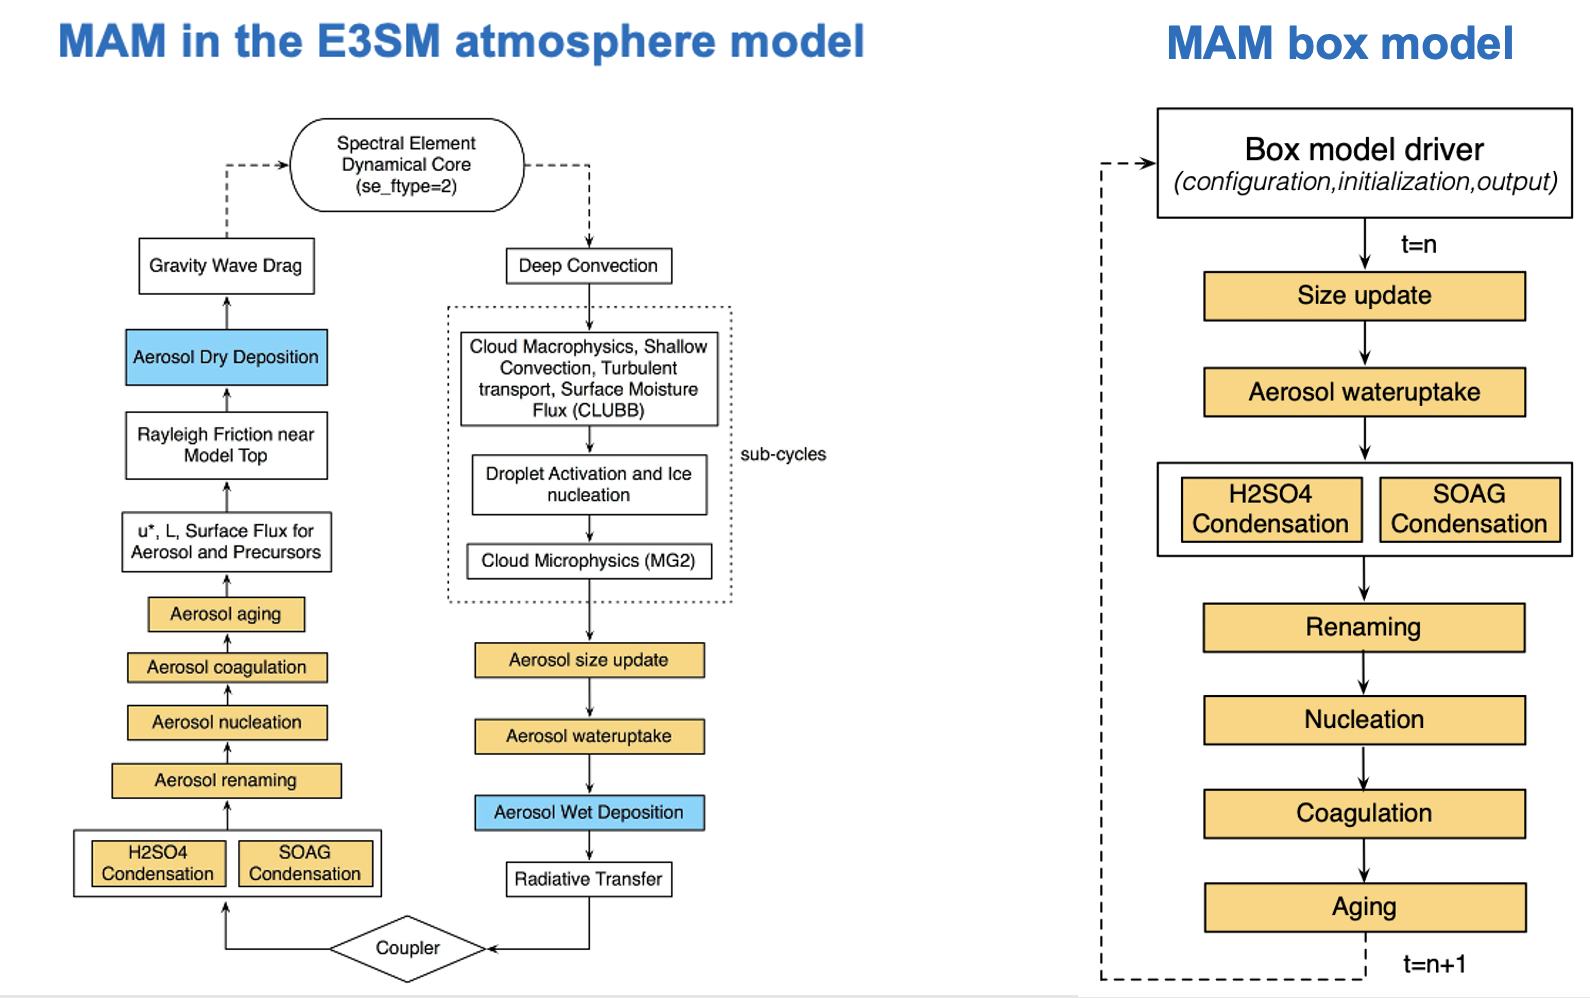 MAM in the E3SM atmosphere model
Spectral Element
Dynamical Core
(se_ftype=2)
Deep Convection
Cloud Macrophysics, Shallow
Convection, Turbulent
transport, Surface Moisture
Flux (CLUBB)
Droplet Activation and Ice
nucleation
Cloud Microphysics (MG2)
sub-cycles
Aerosol size update
Aerosol wateruptake
Aerosol Wet Deposition
Radiative Transfer
Coupler
H2SO4
Condensation
SOAG
Condensation
Aerosol renaming
Aerosol nucleation
Aerosol coagulation
Aerosol aging
u*, L, Surface Flux for
Aerosol and Precursors
Rayleigh Friction near
Model Top
Aerosol Dry Deposition
Gravity Wave Drag
MAM box model
Box model driver
(configuration,initialization,output)
t=n
Size update
Aerosol wateruptake
H2SO4
Condensation
SOAG
Condensation
Renaming
Nucleation
Coagulation
Aging
t=n+1